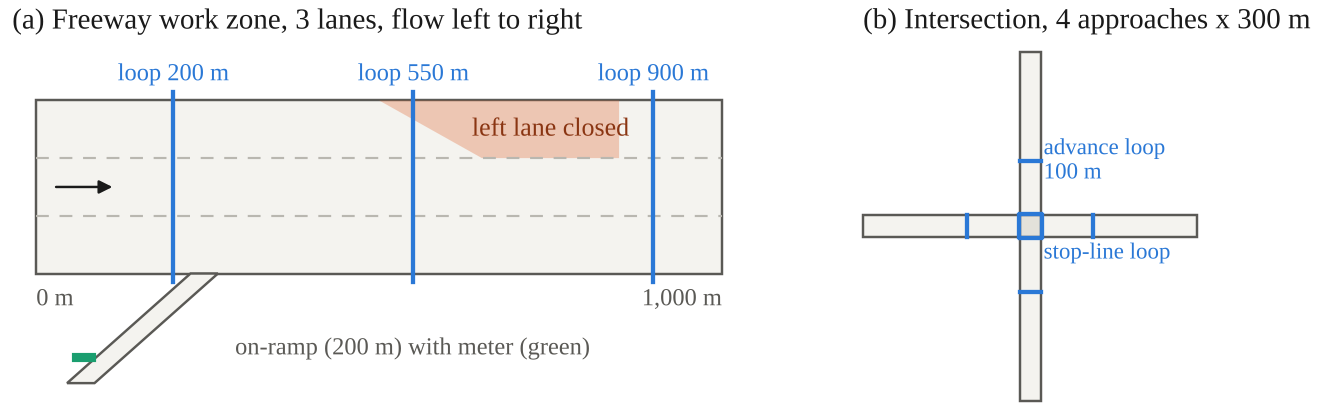 (a) Freeway work zone, 3 lanes, flow left to right
loop 200 m
loop 550 m
loop 900 m
left lane closed
0 m
1,000 m
on-ramp (200 m) with meter (green)
(b) Intersection, 4 approaches x 300 m
advance loop
100 m
stop-line loop